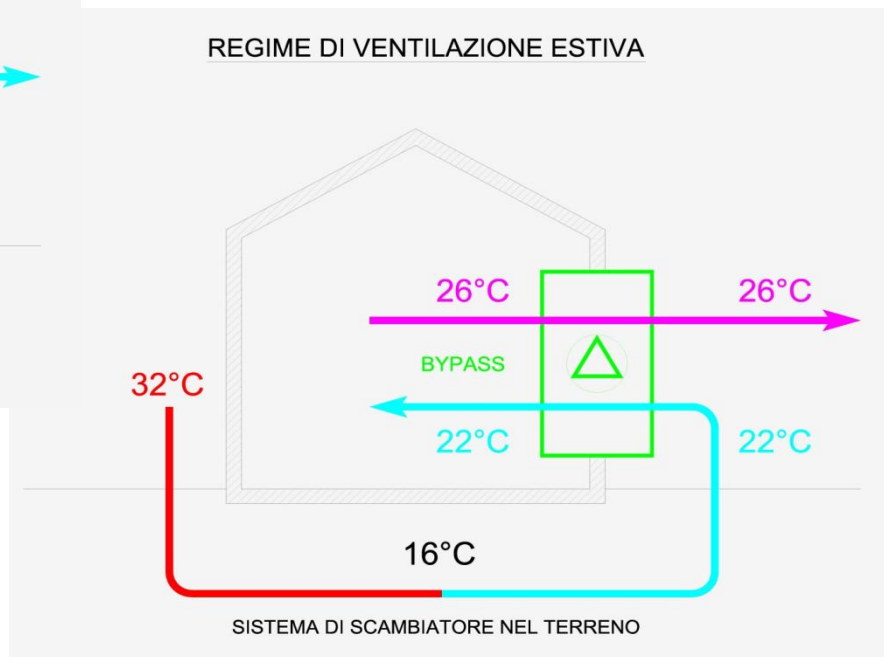 REGIME DI VENTILAZIONE ESTIVA
26°C 26°C
BYPASS
32°C
22°C 22°C
16°C
SISTEMA DI SCAMBIATORE NEL TERRENO